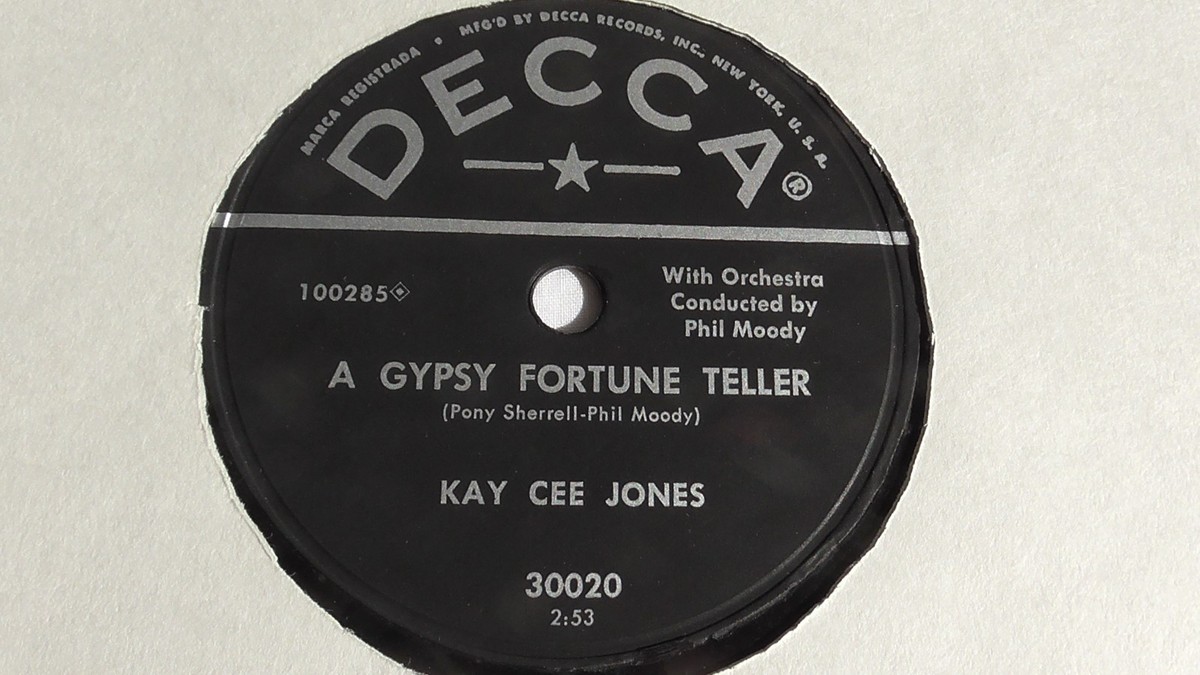 MARCA REGISTRADA • MFG'D BY DECCA RECORDS, INC., NEW YORK, U. S. A.
DECCA®
100285
With Orchestra
Conducted by
Phil Moody
A GYPSY FORTUNE TELLER
(Pony Sherrell-Phil Moody)
KAY CEE JONES
30020
2:53